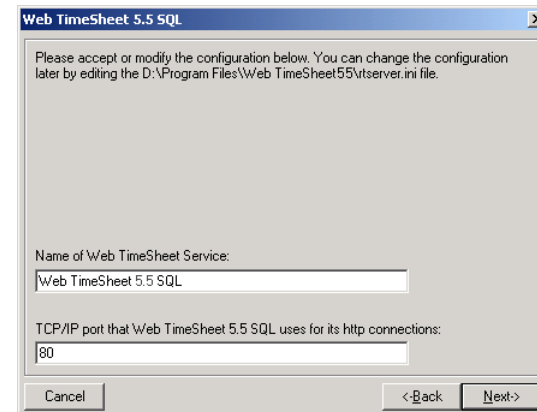 Web TimeSheet 5.5 SQL
Please accept or modify the configuration below. You can change the configuration
later by editing the D:\Program Files\Web TimeSheet55\rtserver.ini file.
Name of Web TimeSheet Service:
Web TimeSheet 5.5 SQL
TCP/IP port that Web TimeSheet 5.5 SQL uses for its http connections:
80
Cancel
<-Back
Next->